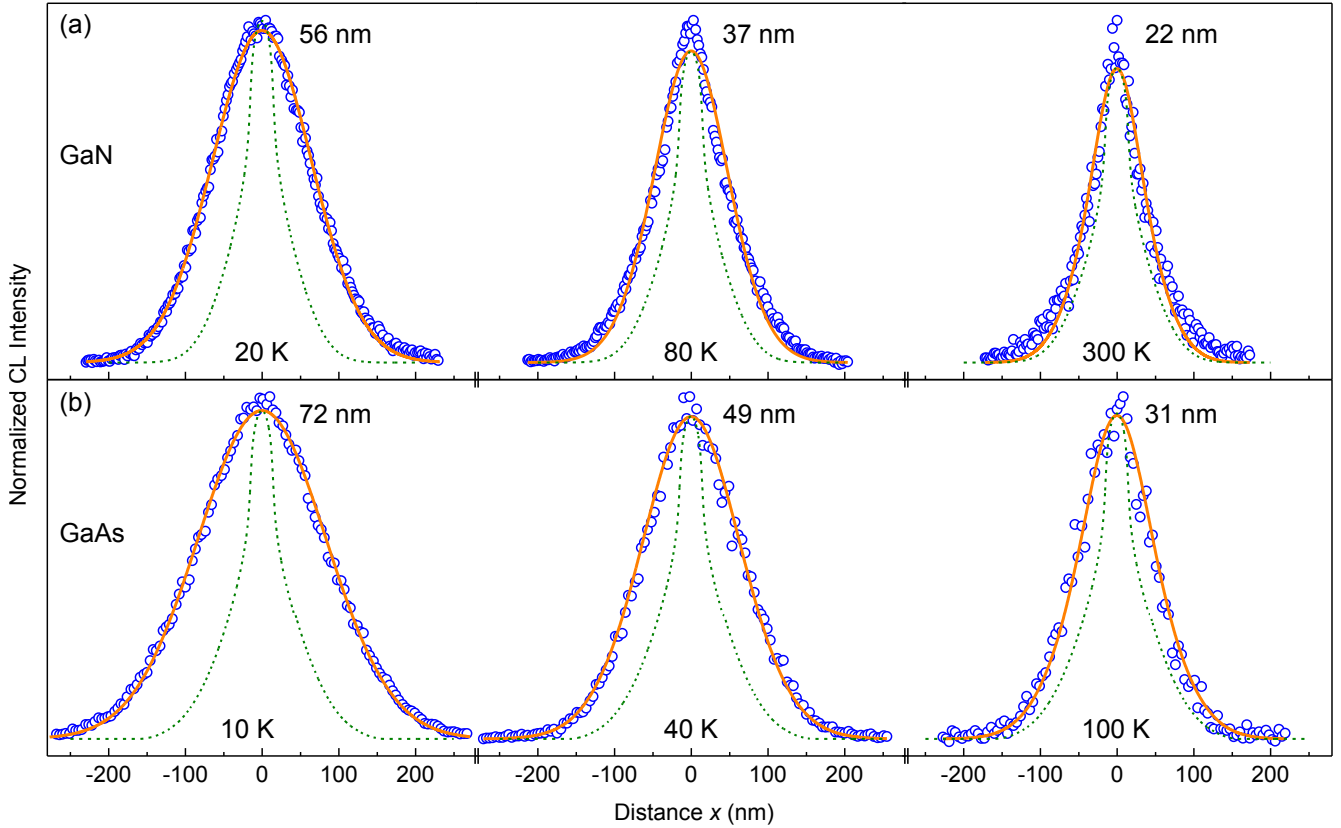 (a)
56 nm
37 nm
22 nm
GaN
20 K
80 K
300 K
Normalized CL Intensity
(b)
72 nm
49 nm
31 nm
GaAs
10 K
40 K
100 K
-200 -100 0 100 200 -200 -100 0 100 200 -200 -100 0 100 200
Distance x (nm)